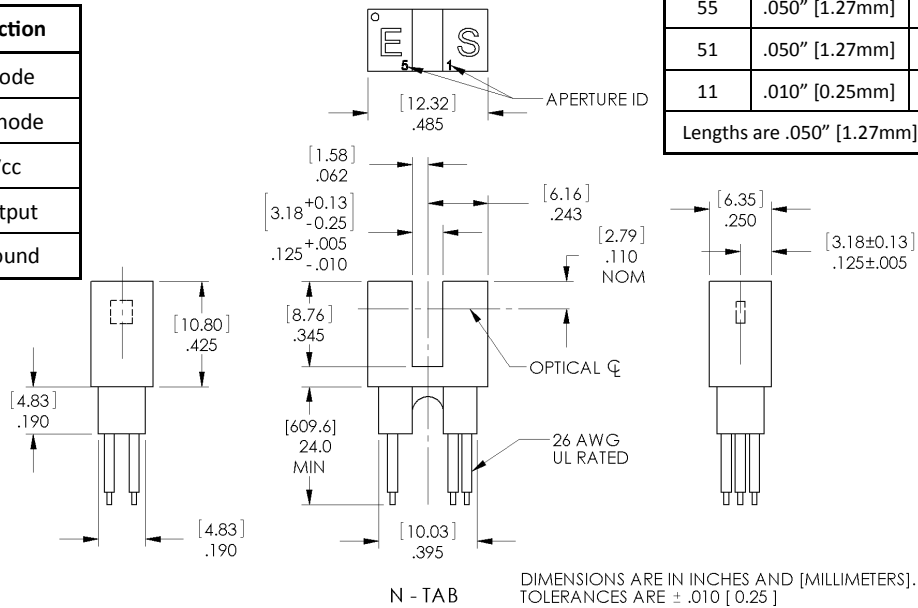 ction
ode
node
cc
tput
ound
55 .050” [1.27mm]
51 .050” [1.27mm]
11 .010” [0.25mm]
Lengths are .050” [1.27mm]
E S
5 1
APERTURE ID
[12.32]
.485
[1.58]
.062
[3.18 +0.13 -0.25]
.125 +.005 -.010
[6.16]
.243
[2.79]
.110
NOM
[6.35]
.250
[3.18±0.13]
.125±.005
[10.80]
.425
[8.76]
.345
OPTICAL ℄
[4.83]
.190
[609.6]
24.0
MIN
26 AWG
UL RATED
[4.83]
.190
[10.03]
.395
N - TAB
DIMENSIONS ARE IN INCHES AND [MILLIMETERS].
TOLERANCES ARE ± .010 [ 0.25 ]